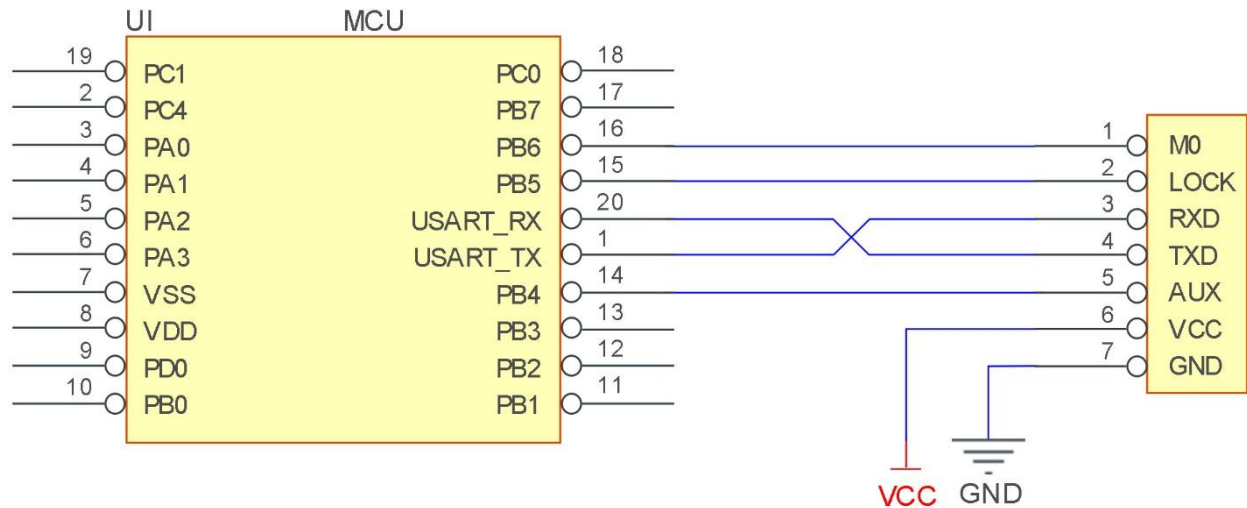 UI MCU
19 PC1 PC0 18
2 PC4 PB7 17
3 PA0 PB6 16 1 M0
4 PA1 PB5 15 2 LOCK
5 PA2 USART_RX 20 3 RXD
6 PA3 USART_TX 1 4 TXD
7 VSS PB4 14 5 AUX
8 VDD PB3 13 6 VCC
9 PD0 PB2 12 7 GND
10 PB0 PB1 11
VCC GND